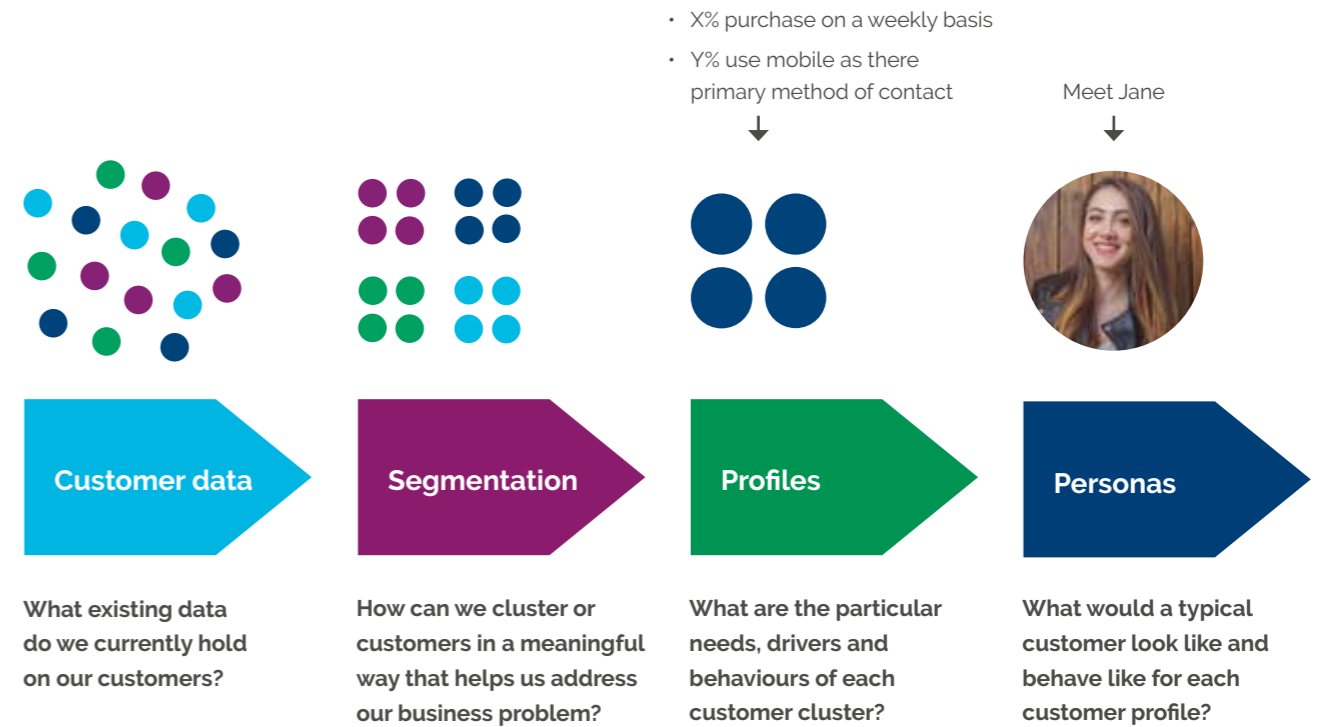 • X% purchase on a weekly basis
• Y% use mobile as there
primary method of contact
Meet Jane
Customer data
Segmentation
Profiles
Personas
What existing data
do we currently hold
on our customers?
How can we cluster or
customers in a meaningful
way that helps us address
our business problem?
What are the particular
needs, drivers and
behaviours of each
customer cluster?
What would a typical
customer look like and
behave like for each
customer profile?